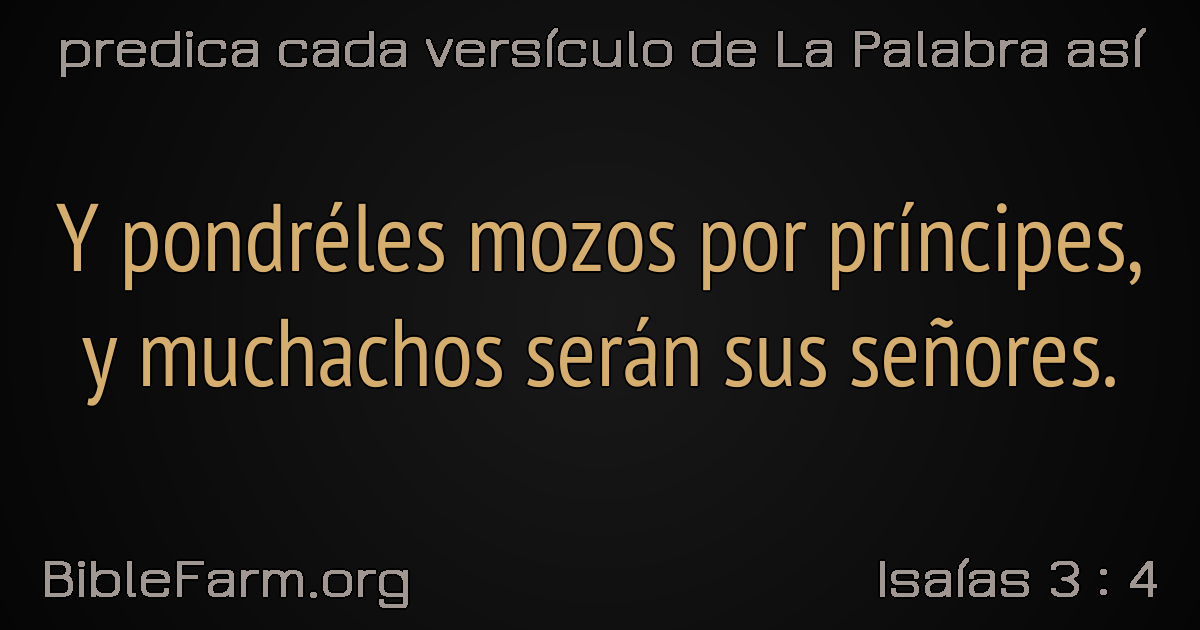 predica cada versículo de La Palabra así
Y pondréles mozos por príncipes,
y muchachos serán sus señores.
BibleFarm.org
Isaías 3 : 4